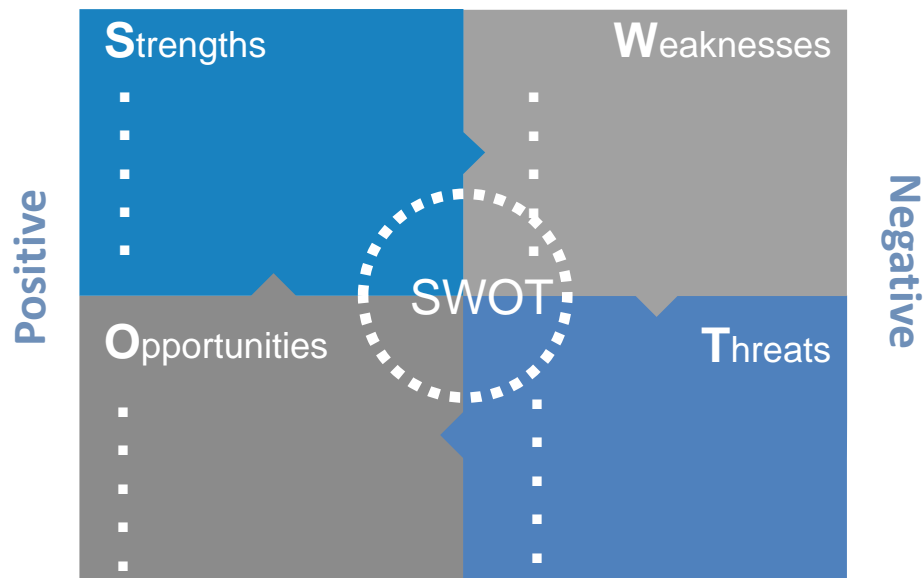 Strengths
Weaknesses
Positive
Negative
SWOT
Opportunities
Threats